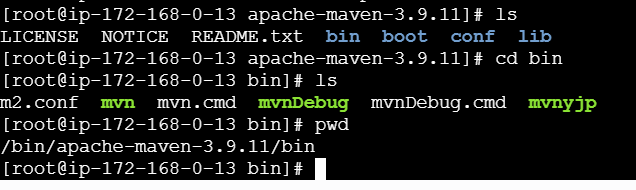 [root@ip-172-168-0-13 apache-maven-3.9.11]# ls
LICENSE  NOTICE  README.txt  bin  boot  conf  lib
[root@ip-172-168-0-13 apache-maven-3.9.11]# cd bin
[root@ip-172-168-0-13 bin]# ls
m2.conf  mvn  mvn.cmd  mvnDebug  mvnDebug.cmd  mvnyjp
[root@ip-172-168-0-13 bin]# pwd
/bin/apache-maven-3.9.11/bin
[root@ip-172-168-0-13 bin]#